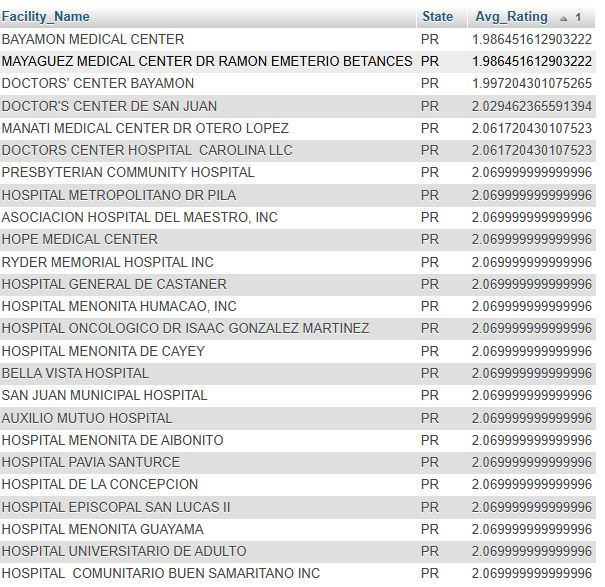 Facility_Name State Avg_Rating 1
BAYAMON MEDICAL CENTER PR 1.986451612903222
MAYAGUEZ MEDICAL CENTER DR RAMON EMETERIO BETANCES PR 1.986451612903222
DOCTORS' CENTER BAYAMON PR 1.997204301075265
DOCTOR'S CENTER DE SAN JUAN PR 2.029462365591394
MANATI MEDICAL CENTER DR OTERO LOPEZ PR 2.061720430107523
DOCTORS CENTER HOSPITAL  CAROLINA LLC PR 2.061720430107523
PRESBYTERIAN COMMUNITY HOSPITAL PR 2.069999999999996
HOSPITAL METROPOLITANO DR PILA PR 2.069999999999996
ASOCIACION HOSPITAL DEL MAESTRO, INC PR 2.069999999999996
HOPE MEDICAL CENTER PR 2.069999999999996
RYDER MEMORIAL HOSPITAL INC PR 2.069999999999996
HOSPITAL GENERAL DE CASTANER PR 2.069999999999996
HOSPITAL MENONITA HUMACAO, INC PR 2.069999999999996
HOSPITAL ONCOLOGICO DR ISAAC GONZALEZ MARTINEZ PR 2.069999999999996
HOSPITAL MENONITA DE CAYEY PR 2.069999999999996
BELLA VISTA HOSPITAL PR 2.069999999999996
SAN JUAN MUNICIPAL HOSPITAL PR 2.069999999999996
AUXILIO MUTUO HOSPITAL PR 2.069999999999996
HOSPITAL MENONITA DE AIBONITO PR 2.069999999999996
HOSPITAL PAVIA SANTURCE PR 2.069999999999996
HOSPITAL DE LA CONCEPCION PR 2.069999999999996
HOSPITAL EPISCOPAL SAN LUCAS II PR 2.069999999999996
HOSPITAL MENONITA GUAYAMA PR 2.069999999999996
HOSPITAL UNIVERSITARIO DE ADULTO PR 2.069999999999996
HOSPITAL  COMUNITARIO BUEN SAMARITANO INC PR 2.069999999999996